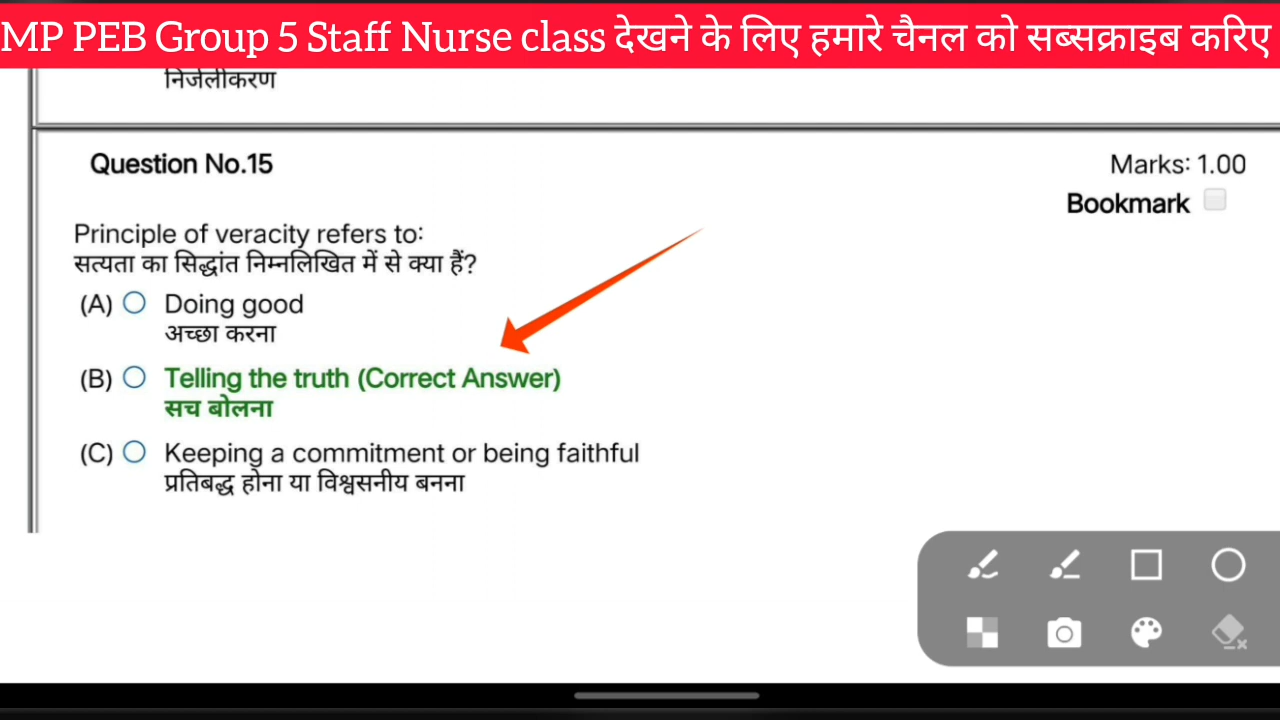 MP PEB Group 5 Staff Nurse class देखने के लिए हमारे चैनल को सब्सक्राइब करिए
निर्जलीकरण
Question No.15
Marks: 1.00
Bookmark
Principle of veracity refers to:
सत्यता का सिद्धांत निम्नलिखित में से क्या हैं?
(A) Doing good
अच्छा करना
(B) Telling the truth (Correct Answer)
सच बोलना
(C) Keeping a commitment or being faithful
प्रतिबद्ध होना या विश्वसनीय बनना